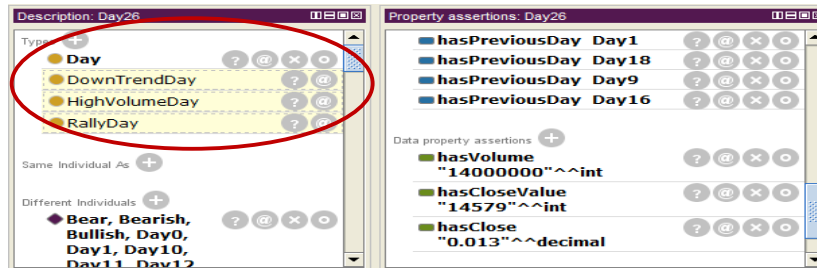 Description: Day26
Types
Day
DownTrendDay
HighVolumeDay
RallyDay
Same Individual As
Different Individuals
Bear, Bearish,
Bullish, Day0,
Day1, Day10,
Day11, Day12
Property assertions: Day26
hasPreviousDay Day1
hasPreviousDay Day18
hasPreviousDay Day9
hasPreviousDay Day16
Data property assertions
hasVolume
"14000000"^^int
hasCloseValue
"14579"^^int
hasClose
"0.013"^^decimal